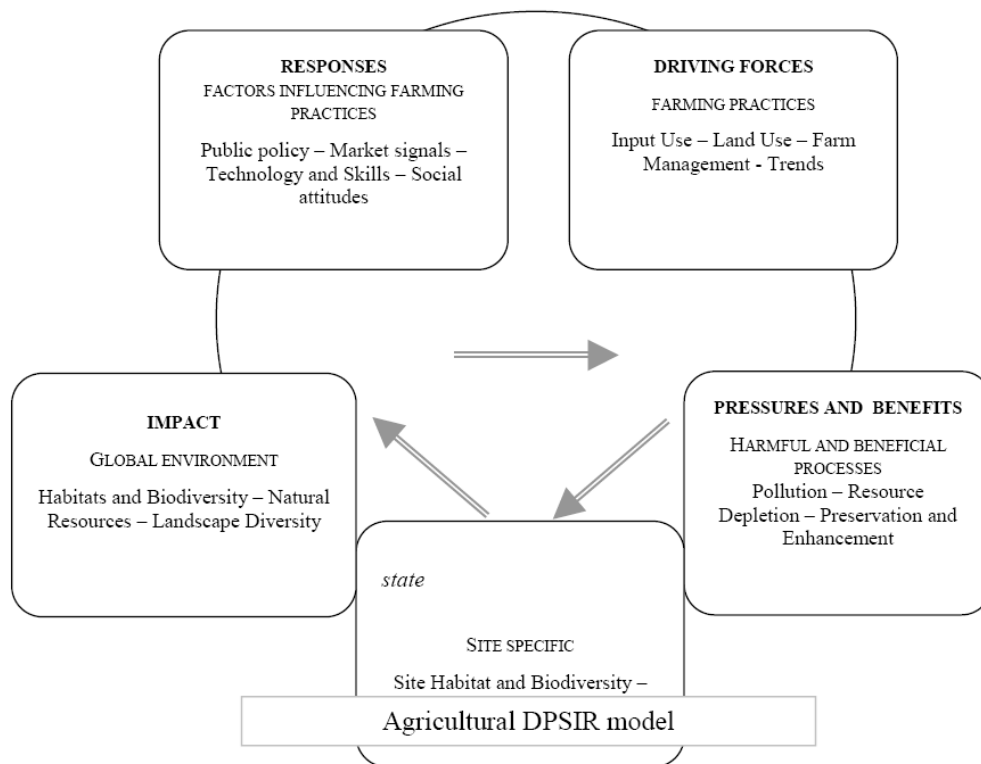 RESPONSES
FACTORS INFLUENCING FARMING
PRACTICES
Public policy – Market signals –
Technology and Skills – Social
attitudes
DRIVING FORCES
FARMING PRACTICES
Input Use – Land Use – Farm
Management - Trends
IMPACT
GLOBAL ENVIRONMENT
Habitats and Biodiversity – Natural
Resources – Landscape Diversity
PRESSURES AND BENEFITS
HARMFUL AND BENEFICIAL
PROCESSES
Pollution – Resource
Depletion – Preservation and
Enhancement
state
SITE SPECIFIC
Site Habitat and Biodiversity –
Agricultural DPSIR model